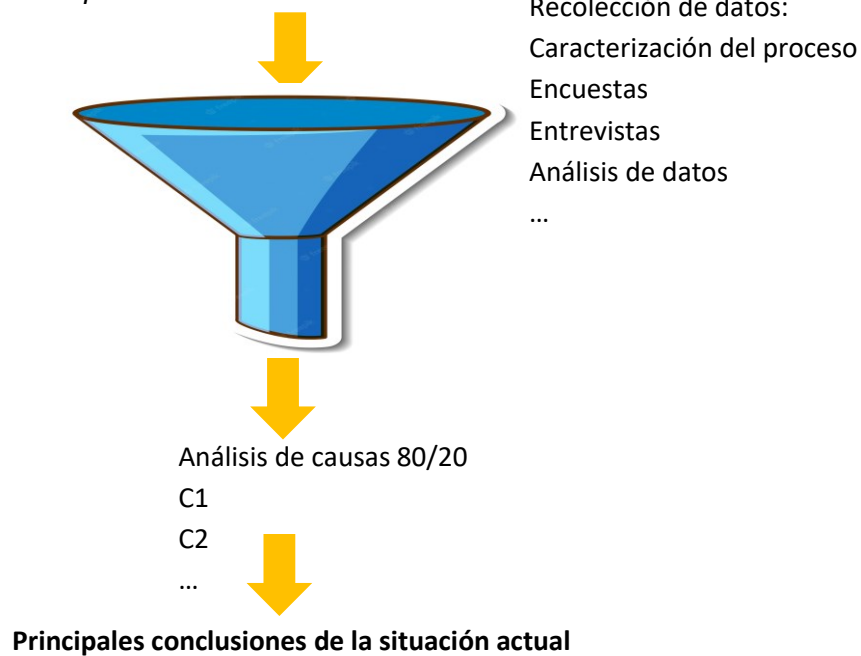 Recolección de datos:
Caracterización del proceso
Encuestas
Entrevistas
Análisis de datos
…
Análisis de causas 80/20
C1
C2
…
Principales conclusiones de la situación actual